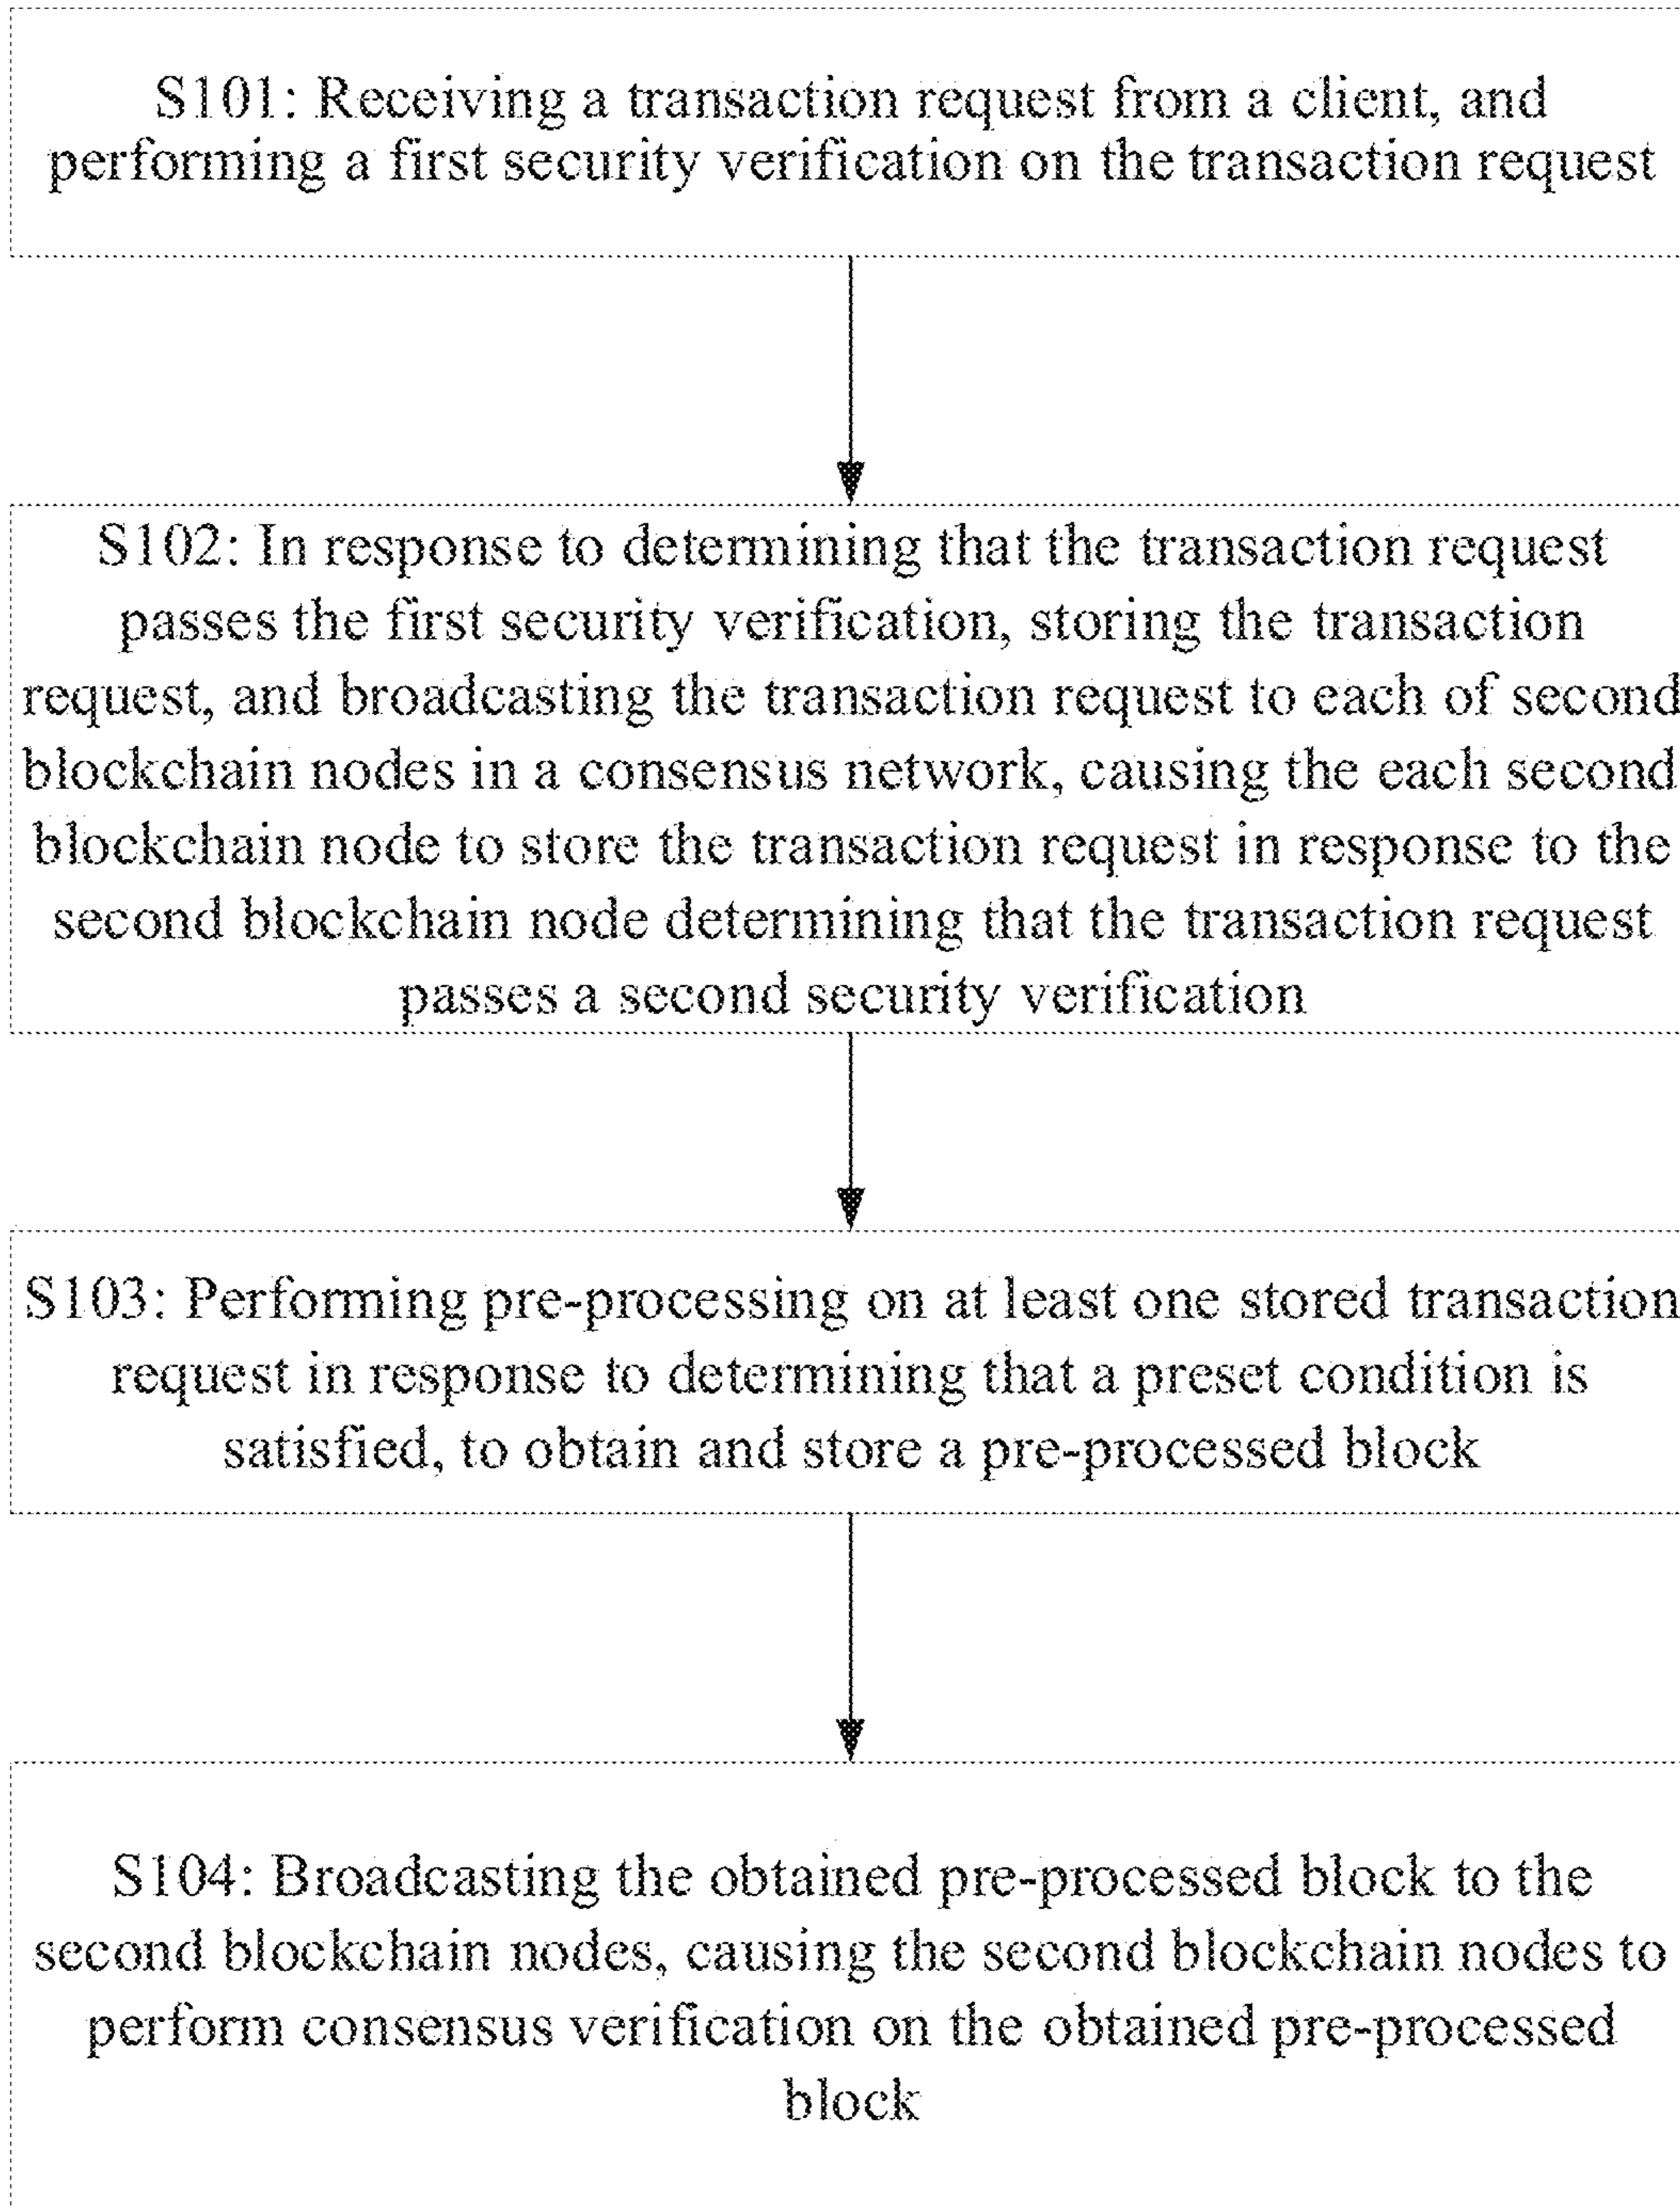 S101: Receiving a transaction request from a client, and
performing a first security verification on the transaction request
S102: In response to determining that the transaction request
passes the first security verification, storing the transaction
request, and broadcasting the transaction request to each of second
blockchain nodes in a consensus network, causing the each second
blockchain node to store the transaction request in response to the
second blockchain node determining that the transaction request
passes a second security verification
S103: Performing pre-processing on at least one stored transaction
request in response to determining that a preset condition is
satisfied, to obtain and store a pre-processed block
S104: Broadcasting the obtained pre-processed block to the
second blockchain nodes, causing the second blockchain nodes to
perform consensus verification on the obtained pre-processed
block